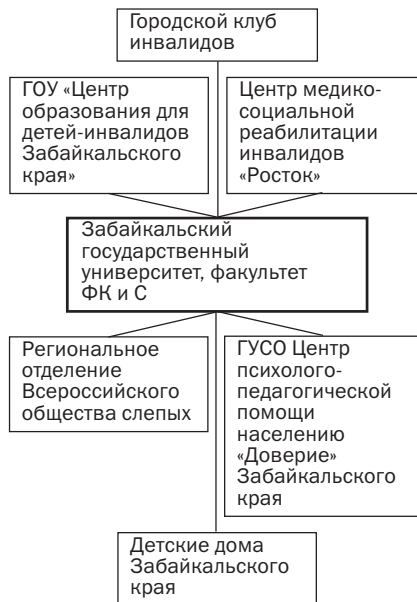 Городской клуб
инвалидов
ГОУ «Центр
образования для
детей-инвалидов
Забайкальского
края»
Центр медико-
социальной
реабилитации
инвалидов
«Росток»
Забайкальский
государственный
университет, факультет
ФК и С
Региональное
отделение
Всероссийского
общества слепых
ГУСО Центр
психолого-
педагогической
помощи
населению
«Доверие»
Забайкальского
края
Детские дома
Забайкальского
края